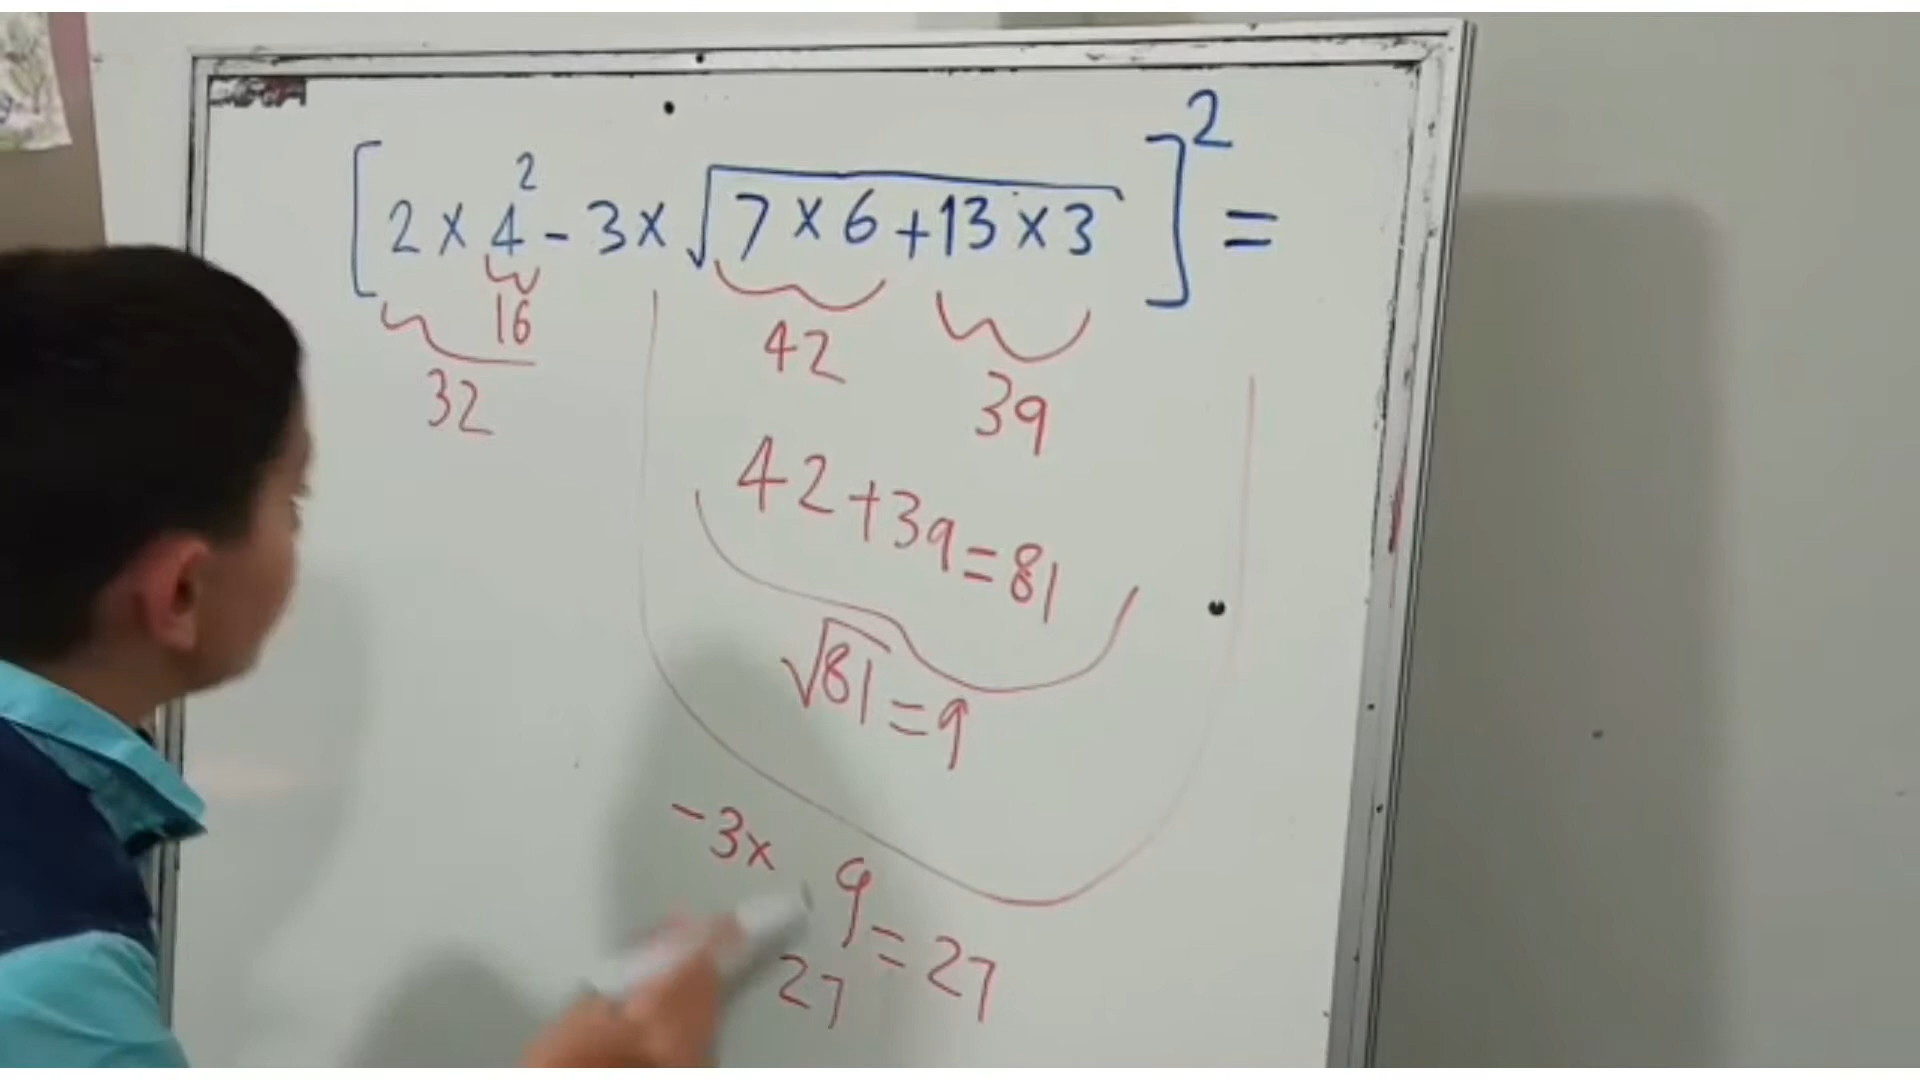 [2 × 4² - 3 × √7 × 6 + 13 × 3]² =
16
32
42
39
42 + 39 = 81
√81 = 9
-3 × 9 = 27
27